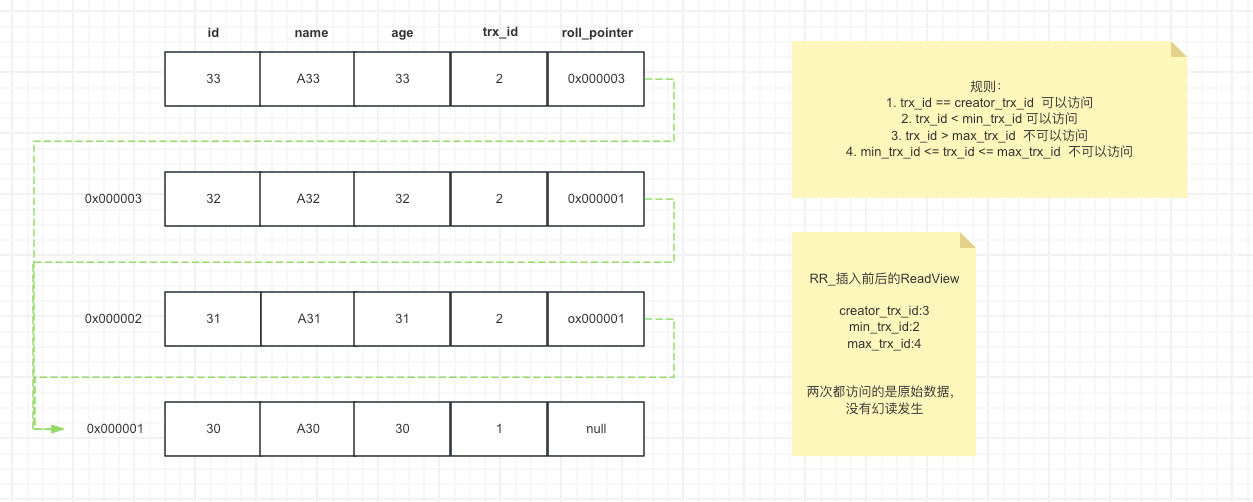 id name age trx_id roll_pointer
33 A33 33 2 0x000003
0x000003 32 A32 32 2 0x000001
0x000002 31 A31 31 2 ox000001
0x000001 30 A30 30 1 null
规则：
1. trx_id == creator_trx_id 可以访问
2. trx_id < min_trx_id 可以访问
3. trx_id > max_trx_id 不可以访问
4. min_trx_id <= trx_id <= max_trx_id 不可以访问
RR_插入前后的ReadView
creator_trx_id:3
min_trx_id:2
max_trx_id:4
两次都访问的是原始数据，
没有幻读发生